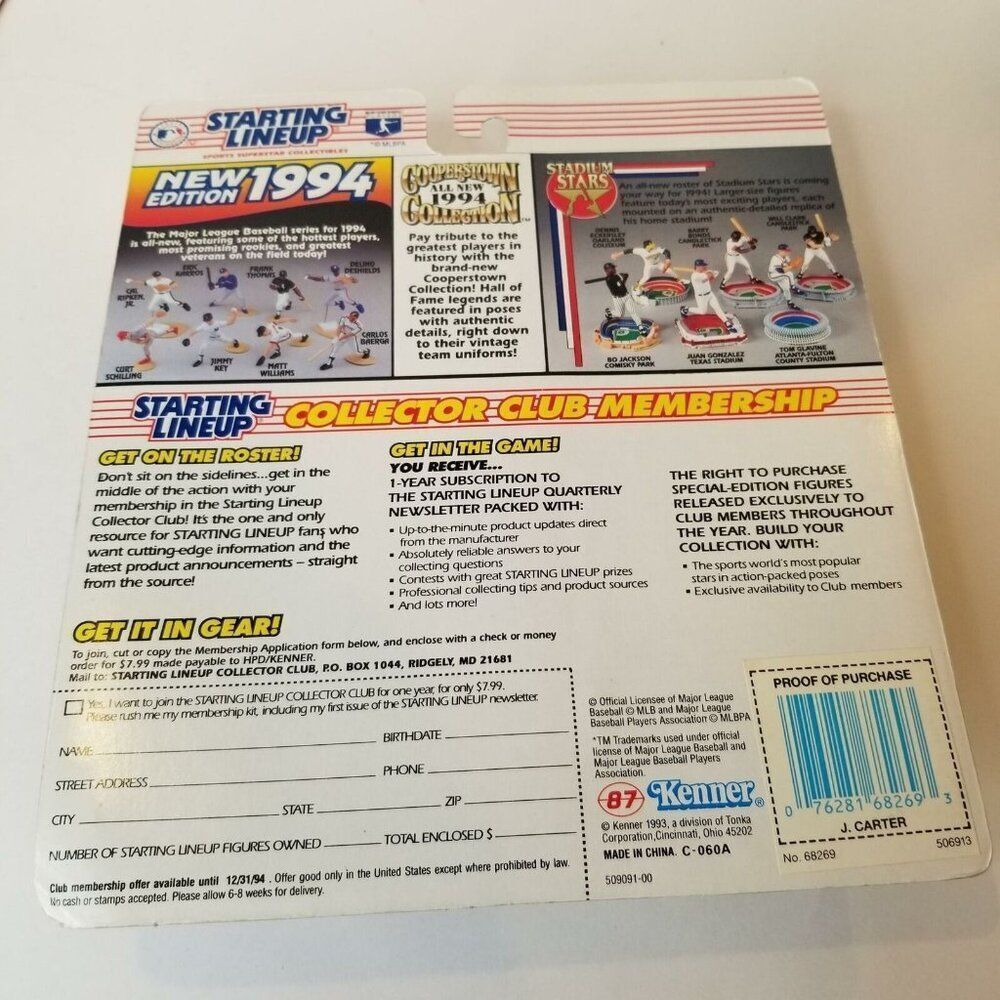 STARTING
LINEUP®
SPORTS SUPERSTAR COLLECTIBLES
*© MLBPA
NEW
EDITION 1994
The Major League Baseball series for 1994
is all-new, featuring some of the hottest players,
most promising rookies, and greatest
veterans on the field today!
CAL
RIPKEN,
JR.
ERIC
KARROS
FRANK
THOMAS
DELINO
DESHIELDS
CURT
SCHILLING
JIMMY
KEY
MATT
WILLIAMS
CARLOS
BAERGA
COOPERSTOWN
ALL NEW
1994
COLLECTION™
Pay tribute to the
greatest players in
history with the
brand-new
Cooperstown
Collection! Hall of
Fame legends are
featured in poses
with authentic
details, right down
to their vintage
team uniforms!
STADIUM
STARS
An all-new roster of Stadium Stars is coming
your way for 1994! Larger-size figures
feature today's most exciting players, each
mounted on an authentic-detailed replica of
his home stadium!
DENNIS
ECKERSLEY
OAKLAND
COLISEUM
BARRY
BONDS
CANDLESTICK
PARK
WILL CLARK
CANDLESTICK
PARK
BO JACKSON
COMISKY PARK
JUAN GONZALEZ
TEXAS STADIUM
TOM GLAVINE
ATLANTA-FULTON
COUNTY STADIUM
STARTING
LINEUP®
COLLECTOR CLUB MEMBERSHIP
GET ON THE ROSTER!
Don't sit on the sidelines...get in the
middle of the action with your
membership in the Starting Lineup
Collector Club! It's the one and only
resource for STARTING LINEUP fans who
want cutting-edge information and the
latest product announcements – straight
from the source!
GET IN THE GAME!
YOU RECEIVE...
1-YEAR SUBSCRIPTION TO
THE STARTING LINEUP QUARTERLY
NEWSLETTER PACKED WITH:
▪ Up-to-the-minute product updates direct
from the manufacturer
▪ Absolutely reliable answers to your
collecting questions
▪ Contests with great STARTING LINEUP prizes
▪ Professional collecting tips and product sources
▪ And lots more!
THE RIGHT TO PURCHASE
SPECIAL-EDITION FIGURES
RELEASED EXCLUSIVELY TO
CLUB MEMBERS THROUGHOUT
THE YEAR. BUILD YOUR
COLLECTION WITH:
▪ The sports world's most popular
stars in action-packed poses
▪ Exclusive availability to Club members
GET IT IN GEAR!
To join, cut or copy the Membership Application form below, and enclose with a check or money
order for $7.99 made payable to HPD/KENNER.
Mail to: STARTING LINEUP COLLECTOR CLUB, P.O. BOX 1044, RIDGELY, MD 21681
Yes, I want to join the STARTING LINEUP COLLECTOR CLUB for one year, for only $7.99.
Please rush me my membership kit, including my first issue of the STARTING LINEUP newsletter.
NAME BIRTHDATE
STREET ADDRESS PHONE
CITY STATE ZIP
NUMBER OF STARTING LINEUP FIGURES OWNED TOTAL ENCLOSED $
Club membership offer available until 12/31/94 . Offer good only in the United States except where prohibited by law.
No cash or stamps accepted. Please allow 6-8 weeks for delivery.
© Official Licensee of Major League
Baseball © MLB and Major League
Baseball Players Association © MLBPA
*TM Trademarks used under official
license of Major League Baseball and
Major League Baseball Players
Association.
87 Kenner®
© Kenner 1993, a division of Tonka
Corporation, Cincinnati, Ohio 45202
MADE IN CHINA. C-060A
509091-00
PROOF OF PURCHASE
0 76281 68269 3
J. CARTER
No. 68269
506913